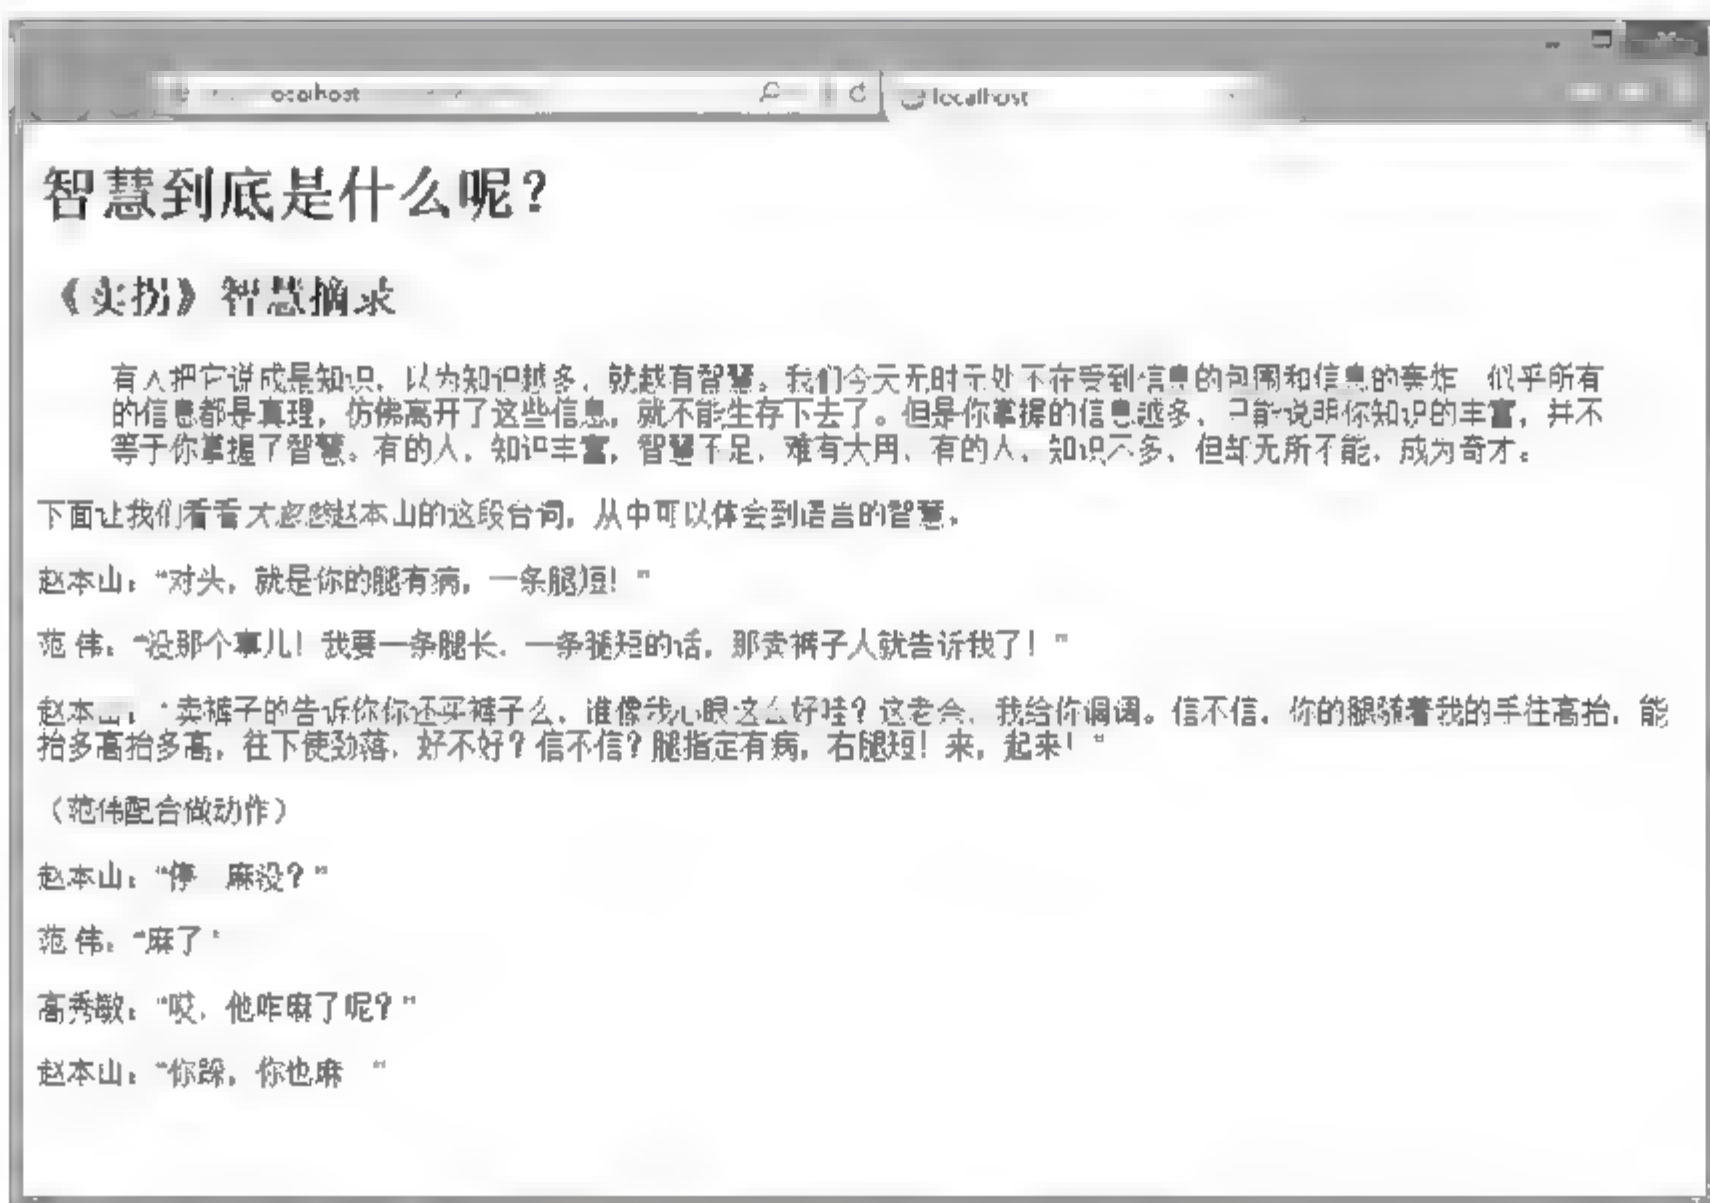 localhost
智慧到底是什么呢?
《卖拐》智慧摘录
有人把它说成是知识,以为知识越多,就越有智慧。我们今天无时无处不在受到信息的包围和信息的轰炸 似乎所有
的信息都是真理,仿佛离开了这些信息,就不能生存下去了。但是你掌握的信息越多,只能说明你知识的丰富,并不
等于你掌握了智慧。有的人,知识丰富,智慧不足,难有大用,有的人,知识不多,但却无所不能,成为奇才。
下面让我们看看大忽悠赵本山的这段台词,从中可以体会到语言的智慧。
赵本山:“对头,就是你的腿有病,一条腿短!”
范 伟:“没那个事儿!我要一条腿长,一条腿短的话,那卖裤子人就告诉我了!”
赵本山:“卖裤子的告诉你你还买裤子么,谁像我心眼这么好哇?这老会,我给你调调。信不信,你的腿随着我的手往高抬,能
抬多高抬多高,往下使劲落,好不好?信不信?腿指定有病,右腿短!来,起来!”
(范伟配合做动作)
赵本山:“停 麻没?”
范 伟:“麻了”
高秀敏:“哎,他咋麻了呢?”
赵本山:“你跺,你也麻 ”